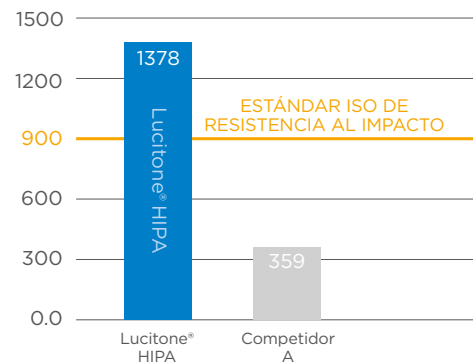 1500
1200
900
600
300
0.0
1378
Lucitone® HIPA
ESTÁNDAR ISO DE
RESISTENCIA AL IMPACTO
359
Lucitone®
HIPA
Competidor
A